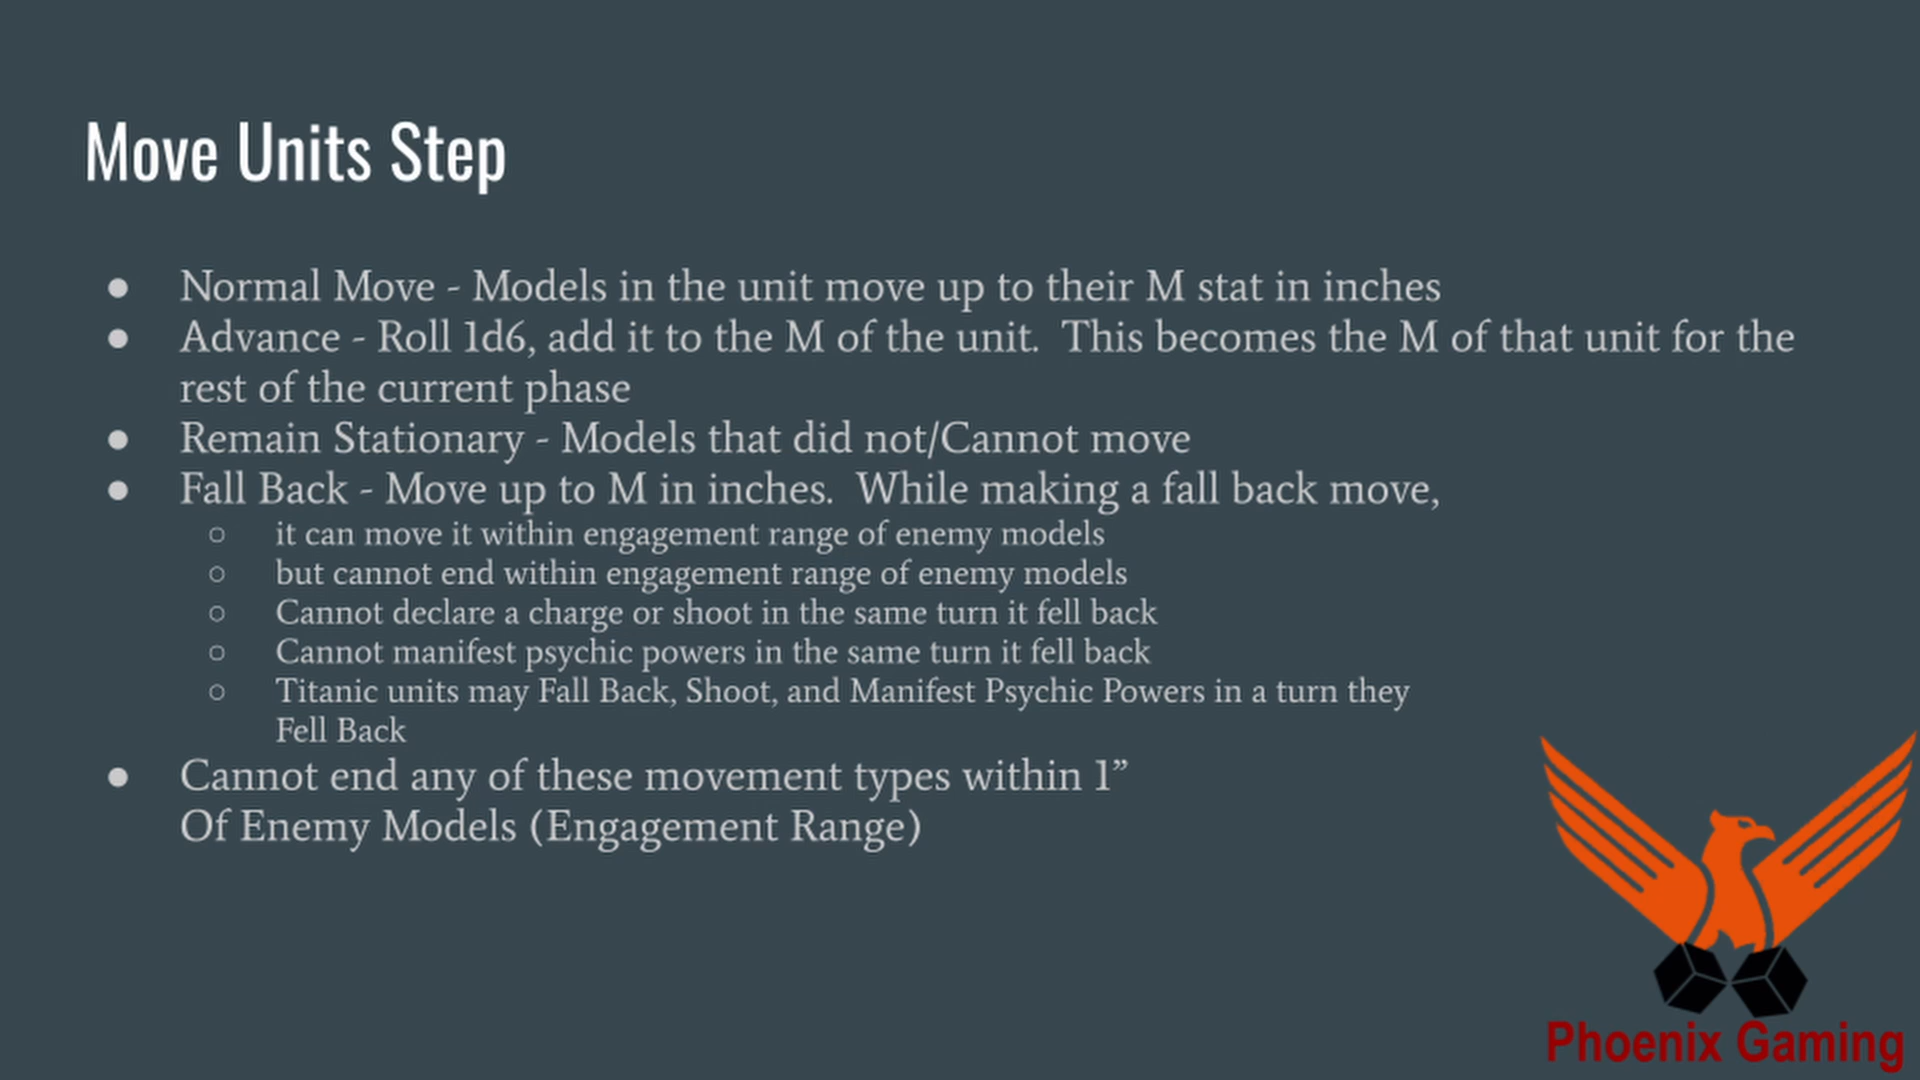 Move Units Step
● Normal Move - Models in the unit move up to their M stat in inches
● Advance - Roll 1d6, add it to the M of the unit.  This becomes the M of that unit for the
rest of the current phase
● Remain Stationary - Models that did not/Cannot move
● Fall Back - Move up to M in inches.  While making a fall back move,
○ it can move it within engagement range of enemy models
○ but cannot end within engagement range of enemy models
○ Cannot declare a charge or shoot in the same turn it fell back
○ Cannot manifest psychic powers in the same turn it fell back
○ Titanic units may Fall Back, Shoot, and Manifest Psychic Powers in a turn they
Fell Back
● Cannot end any of these movement types within 1”
Of Enemy Models (Engagement Range)
Phoenix Gaming